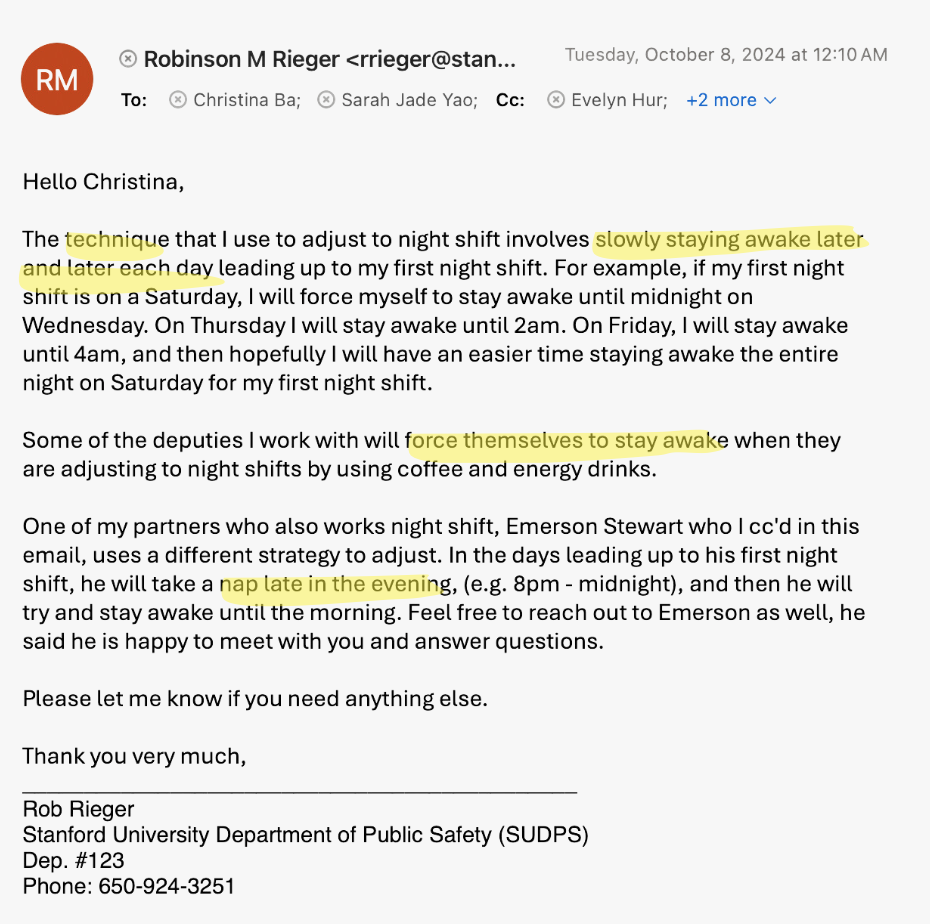 RM
Robinson M Rieger <rrieger@stan...
Tuesday, October 8, 2024 at 12:10 AM
To: Christina Ba; Sarah Jade Yao; Cc: Evelyn Hur; +2 more
Hello Christina,
The technique that I use to adjust to night shift involves slowly staying awake later
and later each day leading up to my first night shift. For example, if my first night
shift is on a Saturday, I will force myself to stay awake until midnight on
Wednesday. On Thursday I will stay awake until 2am. On Friday, I will stay awake
until 4am, and then hopefully I will have an easier time staying awake the entire
night on Saturday for my first night shift.
Some of the deputies I work with will force themselves to stay awake when they
are adjusting to night shifts by using coffee and energy drinks.
One of my partners who also works night shift, Emerson Stewart who I cc'd in this
email, uses a different strategy to adjust. In the days leading up to his first night
shift, he will take a nap late in the evening, (e.g. 8pm - midnight), and then he will
try and stay awake until the morning. Feel free to reach out to Emerson as well, he
said he is happy to meet with you and answer questions.
Please let me know if you need anything else.
Thank you very much,
Rob Rieger
Stanford University Department of Public Safety (SUDPS)
Dep. #123
Phone: 650-924-3251